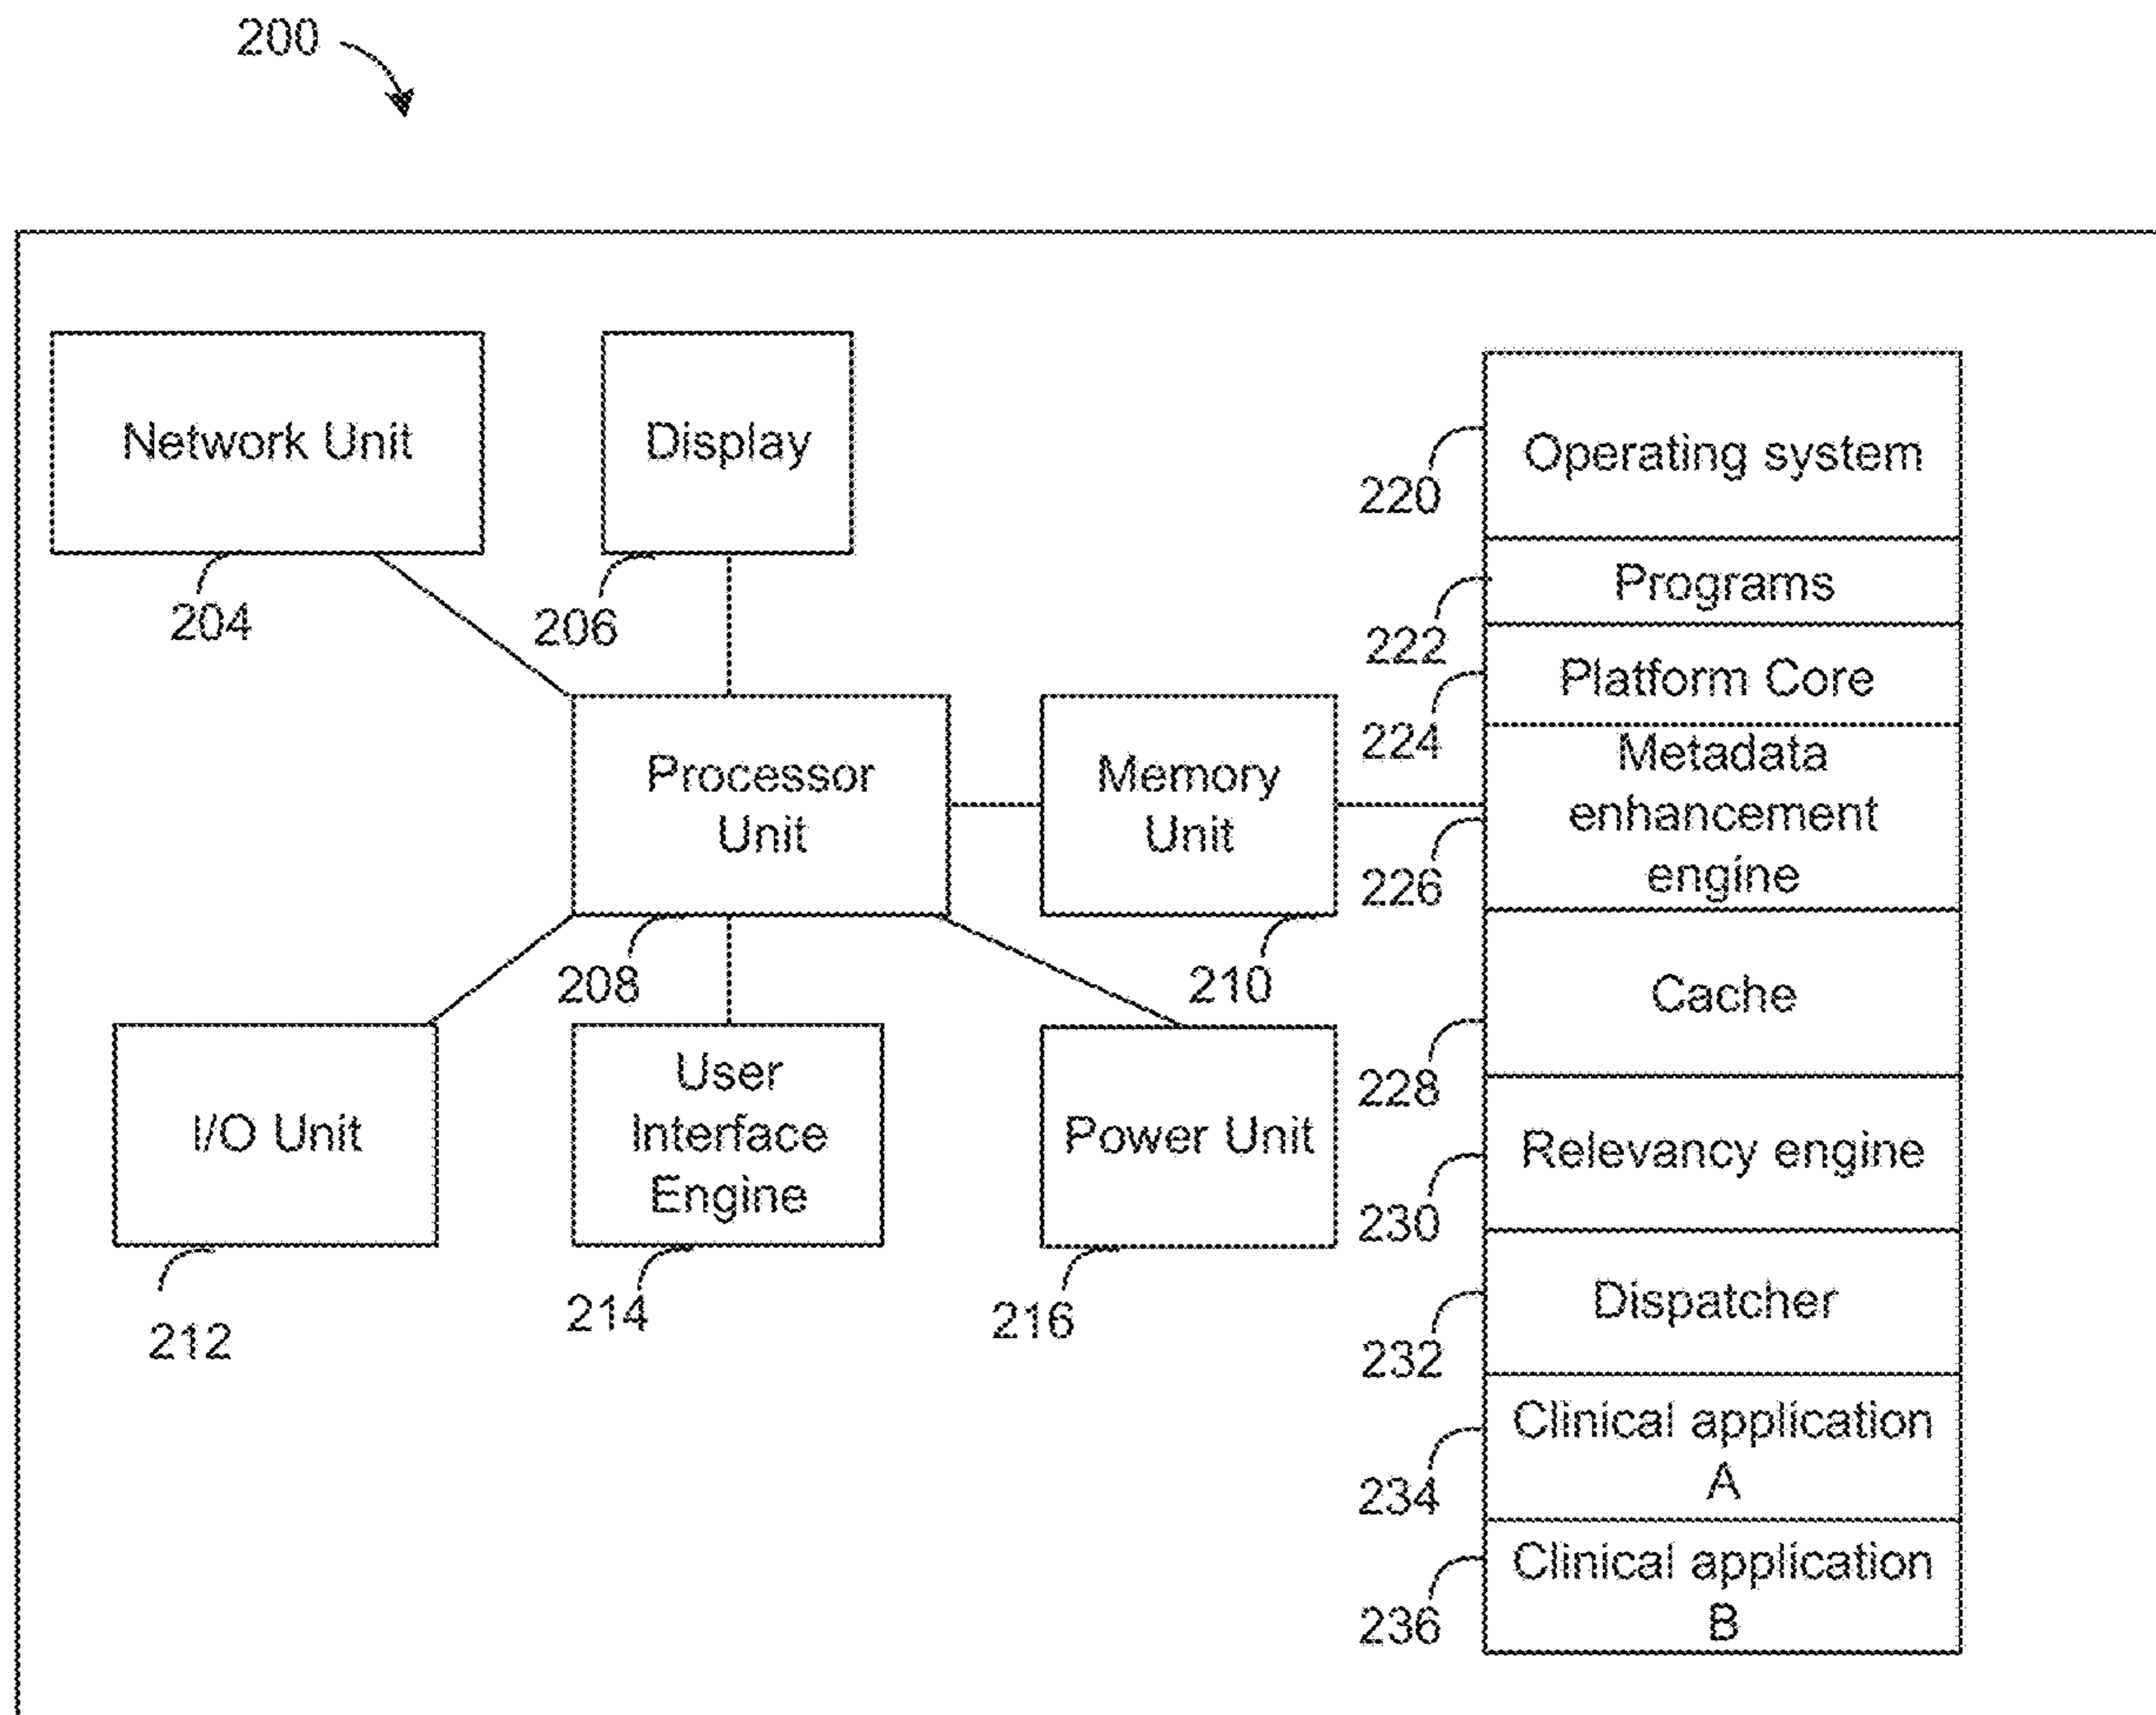 200
Network Unit
204
Display
206
Processor
Unit
208
Memory
Unit
210
I/O Unit
212
User
Interface
Engine
214
Power Unit
216
Operating system
220
Programs
222
Platform Core
224
Metadata
enhancement
engine
226
Cache
228
Relevancy engine
230
Dispatcher
232
Clinical application
A
234
Clinical application
B
236